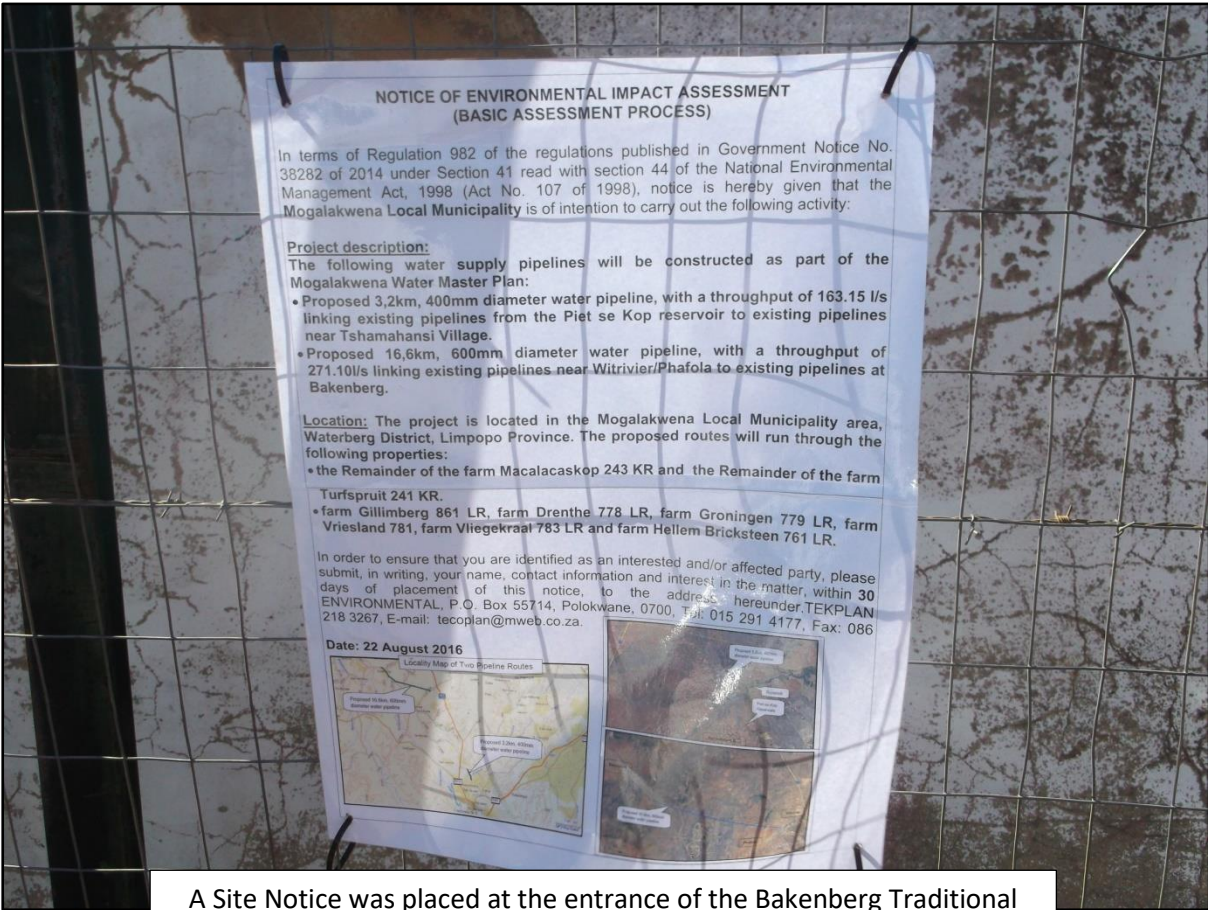 NOTICE OF ENVIRONMENTAL IMPACT ASSESSMENT
(BASIC ASSESSMENT PROCESS)
In terms of Regulation 982 of the regulations published in Government Notice No.
38282 of 2014 under Section 41 read with section 44 of the National Environmental
Management Act, 1998 (Act No. 107 of 1998), notice is hereby given that the
Mogalakwena Local Municipality is of intention to carry out the following activity:
Project description:
The following water supply pipelines will be constructed as part of the
Mogalakwena Water Master Plan:
• Proposed 3,2km, 400mm diameter water pipeline, with a throughput of 163.15 l/s
linking existing pipelines from the Piet se Kop reservoir to existing pipelines
near Tshamahansi Village.
• Proposed 16,6km, 600mm diameter water pipeline, with a throughput of
271.10l/s linking existing pipelines near Witrivier/Phafola to existing pipelines at
Bakenberg.
Location: The project is located in the Mogalakwena Local Municipality area,
Waterberg District, Limpopo Province. The proposed routes will run through the
following properties:
• the Remainder of the farm Macalacaskop 243 KR and the Remainder of the farm
Turfspruit 241 KR.
• farm Gillimberg 861 LR, farm Drenthe 778 LR, farm Groningen 779 LR, farm
Vriesland 781, farm Vliegekraal 783 LR and farm Hellem Bricksteen 761 LR.
In order to ensure that you are identified as an interested and/or affected party, please
submit, in writing, your name, contact information and interest in the matter, within 30
days of placement of this notice, to the address hereunder.TEKPLAN
ENVIRONMENTAL, P.O. Box 55714, Polokwane, 0700, Tel: 015 291 4177, Fax: 086
218 3267, E-mail: tecoplan@mweb.co.za.
Date: 22 August 2016
Locality Map of Two Pipeline Routes
Proposed 3.2km, 400mm
diameter water pipeline
A Site Notice was placed at the entrance of the Bakenberg Traditional